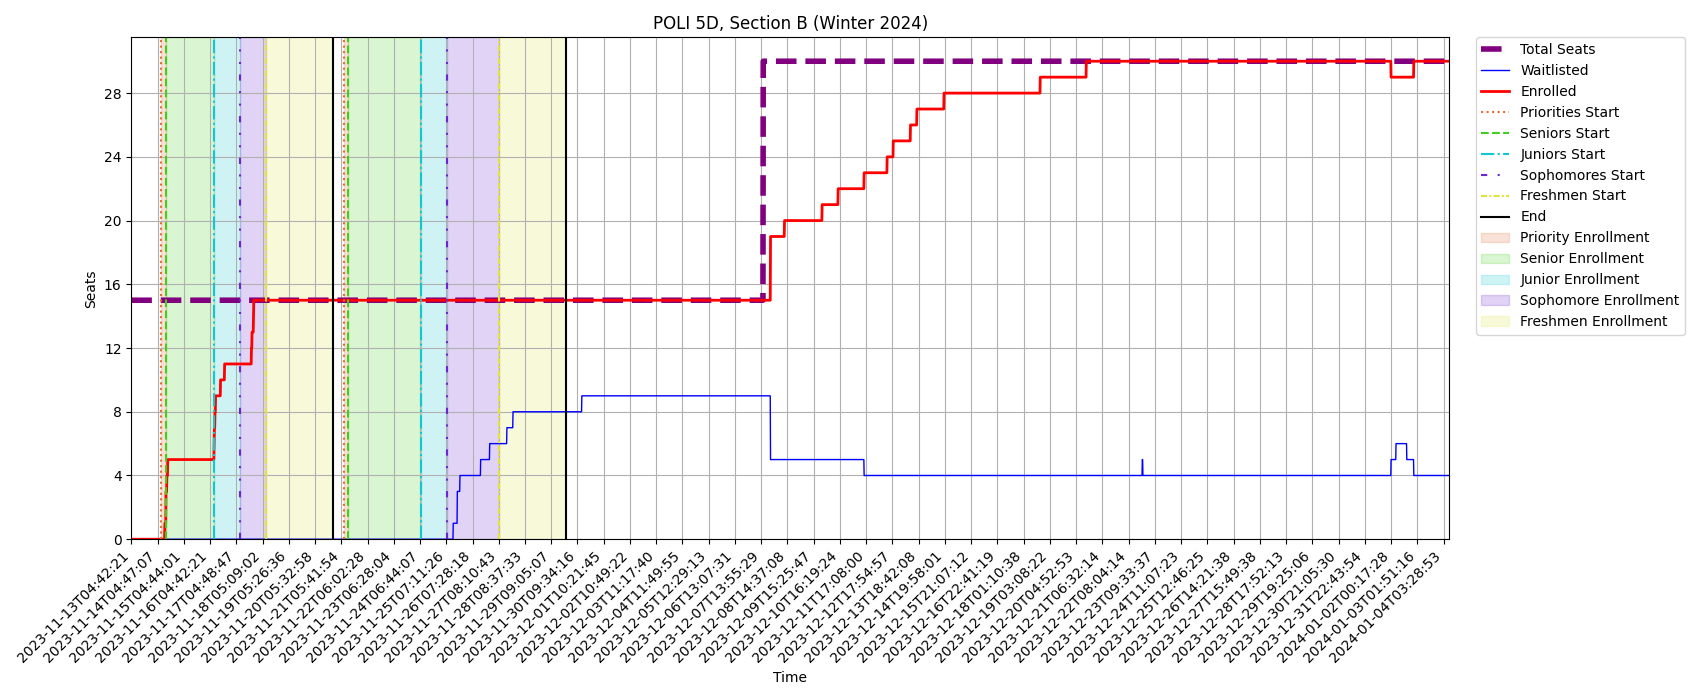 POLI 5D, Section B (Winter 2024)
Seats
28
24
20
16
12
8
4
0
2023-11-13T04:42:21
2023-11-14T04:47:07
2023-11-15T04:44:01
2023-11-16T04:42:21
2023-11-17T04:48:47
2023-11-18T05:09:02
2023-11-19T05:26:36
2023-11-20T05:32:58
2023-11-21T05:41:54
2023-11-22T06:02:28
2023-11-23T06:28:04
2023-11-24T06:44:07
2023-11-25T07:11:26
2023-11-26T07:28:18
2023-11-27T08:10:43
2023-11-28T08:37:33
2023-11-29T09:05:07
2023-11-30T09:34:16
2023-12-01T10:21:45
2023-12-02T10:49:22
2023-12-03T11:17:40
2023-12-04T11:49:55
2023-12-05T12:29:13
2023-12-06T13:07:31
2023-12-07T13:55:29
2023-12-08T14:37:08
2023-12-09T15:25:47
2023-12-10T16:19:24
2023-12-11T17:08:00
2023-12-12T17:54:57
2023-12-13T18:42:08
2023-12-14T19:58:01
2023-12-15T21:07:12
2023-12-16T22:41:19
2023-12-18T01:10:38
2023-12-19T03:08:22
2023-12-20T04:52:53
2023-12-21T06:32:14
2023-12-22T08:04:14
2023-12-23T09:33:37
2023-12-24T11:07:23
2023-12-25T12:46:25
2023-12-26T14:21:38
2023-12-27T15:49:38
2023-12-28T17:52:13
2023-12-29T19:25:06
2023-12-30T21:05:30
2023-12-31T22:43:54
2024-01-02T00:17:28
2024-01-03T01:51:16
2024-01-04T03:28:53
Time
Total Seats
Waitlisted
Enrolled
Priorities Start
Seniors Start
Juniors Start
Sophomores Start
Freshmen Start
End
Priority Enrollment
Senior Enrollment
Junior Enrollment
Sophomore Enrollment
Freshmen Enrollment